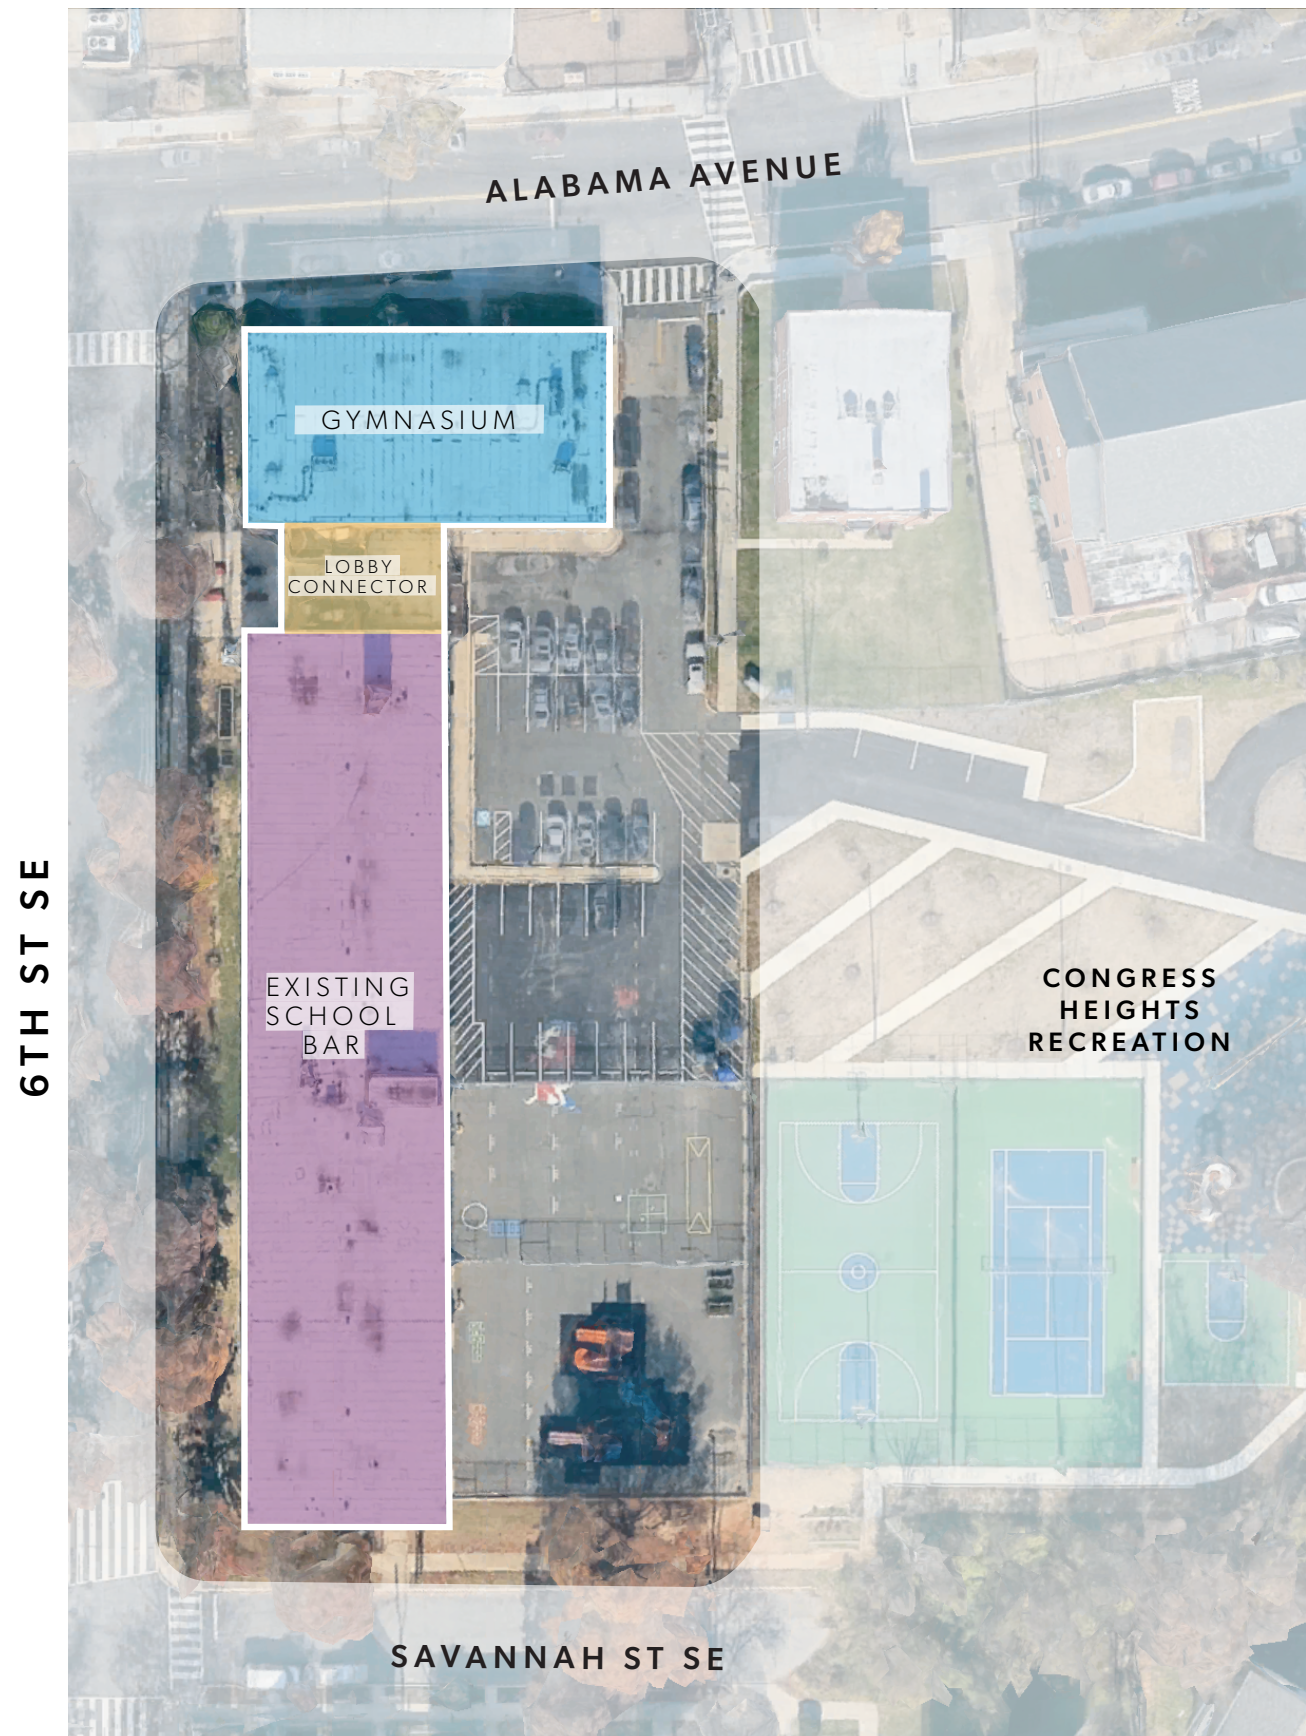 ALABAMA AVENUE
GYMNASIUM
LOBBY
CONNECTOR
6TH ST SE
EXISTING
SCHOOL
BAR
CONGRESS
HEIGHTS
RECREATION
SAVANNAH ST SE